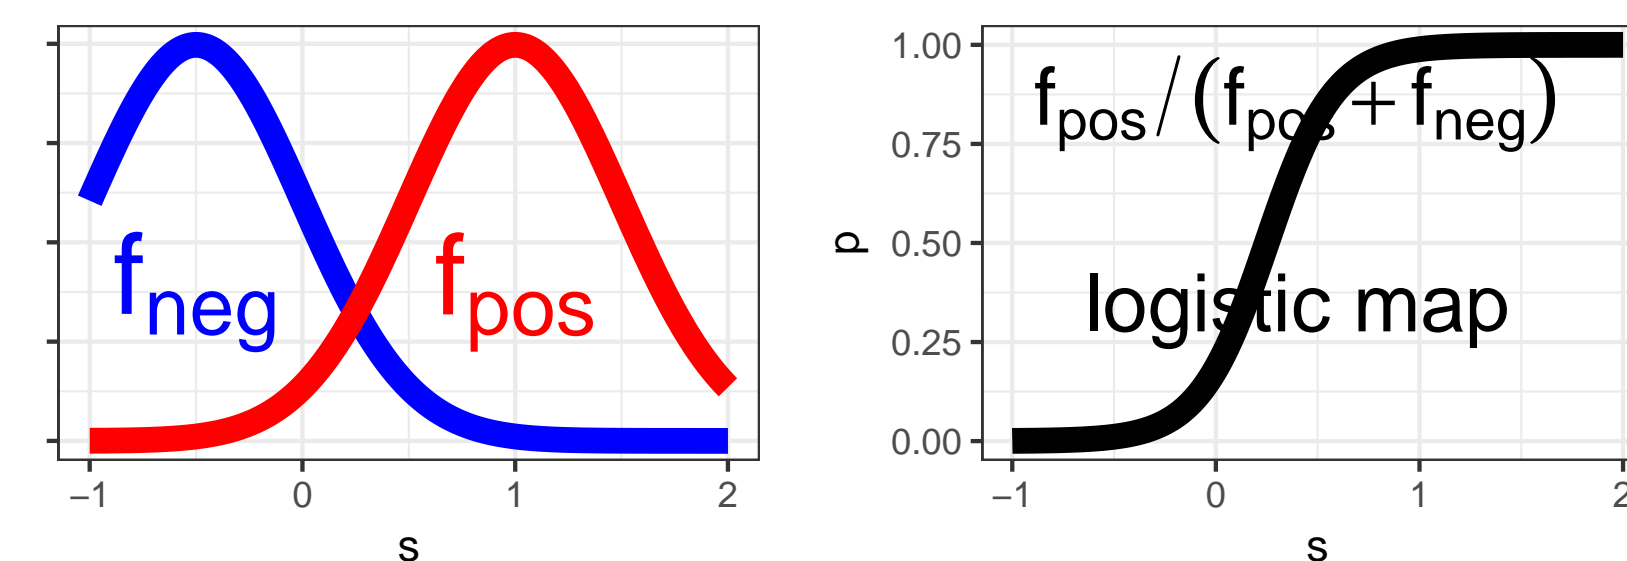 f_neg
f_pos
−1 0 1 2
s
1.00
0.75
0.50
0.25
0.00
p
f_pos/(f_pos + f_neg)
logistic map
−1 0 1 2
s